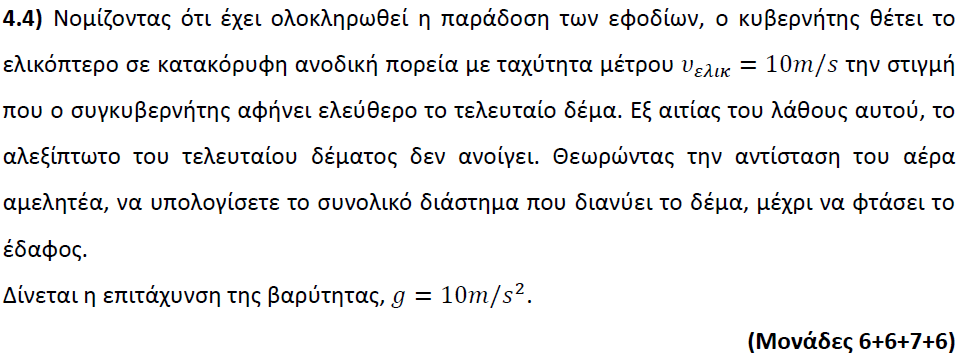 4.4) Νομίζοντας ότι έχει ολοκληρωθεί η παράδοση των εφοδίων, ο κυβερνήτης θέτει το
ελικόπτερο σε κατακόρυφη ανοδική πορεία με ταχύτητα μέτρου υ_ελικ = 10m/s την στιγμή
που ο συγκυβερνήτης αφήνει ελεύθερο το τελευταίο δέμα. Εξ αιτίας του λάθους αυτού, το
αλεξίπτωτο του τελευταίου δέματος δεν ανοίγει. Θεωρώντας την αντίσταση του αέρα
αμελητέα, να υπολογίσετε το συνολικό διάστημα που διανύει το δέμα, μέχρι να φτάσει το
έδαφος.
Δίνεται η επιτάχυνση της βαρύτητας, g = 10m/s².
(Μονάδες 6+6+7+6)